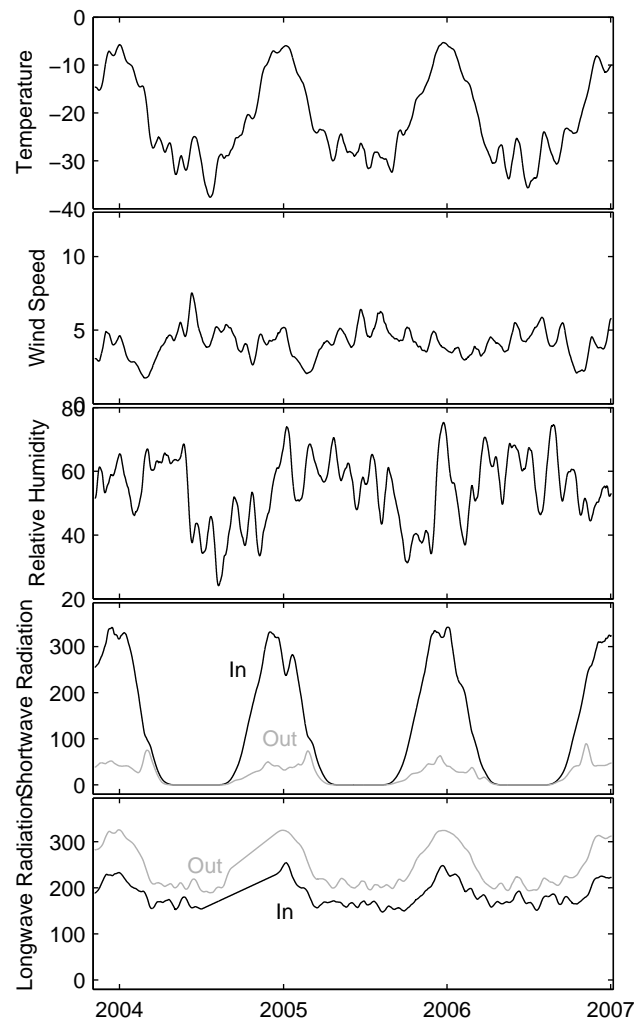 0
−10
−20
−30
−40
Temperature
10
5
0
Wind Speed
80
60
40
20
Relative Humidity
300
200
100
0
Shortwave Radiation
In
Out
300
200
100
0
Longwave Radiation
Out
In
2004 2005 2006 2007